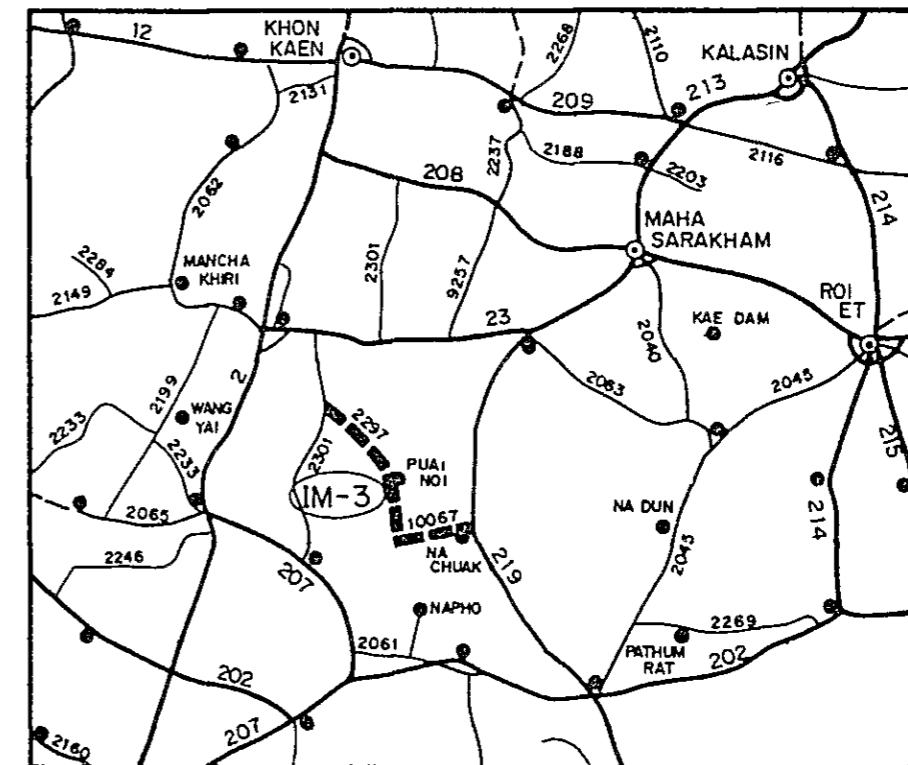 12
KHON
KAEN
2268
2110
KALASIN
2131
209
213
2237
2188
2203
2116
2062
208
214
MAHA
SARAKHAM
2284
MANCHA
KHIRI
2301
9257
2149
ROI
ET
23
2040
KAE DAM
2
2199
2063
2045
WANG
YAI
2297
2233
2233
2301
215
PUAI
NOI
IM-3
214
2065
10067
NA DUN
2246
NA
CHUAK
219
2045
207
NAPHO
2269
2061
PATHUM
RAT
202
202
207
2160